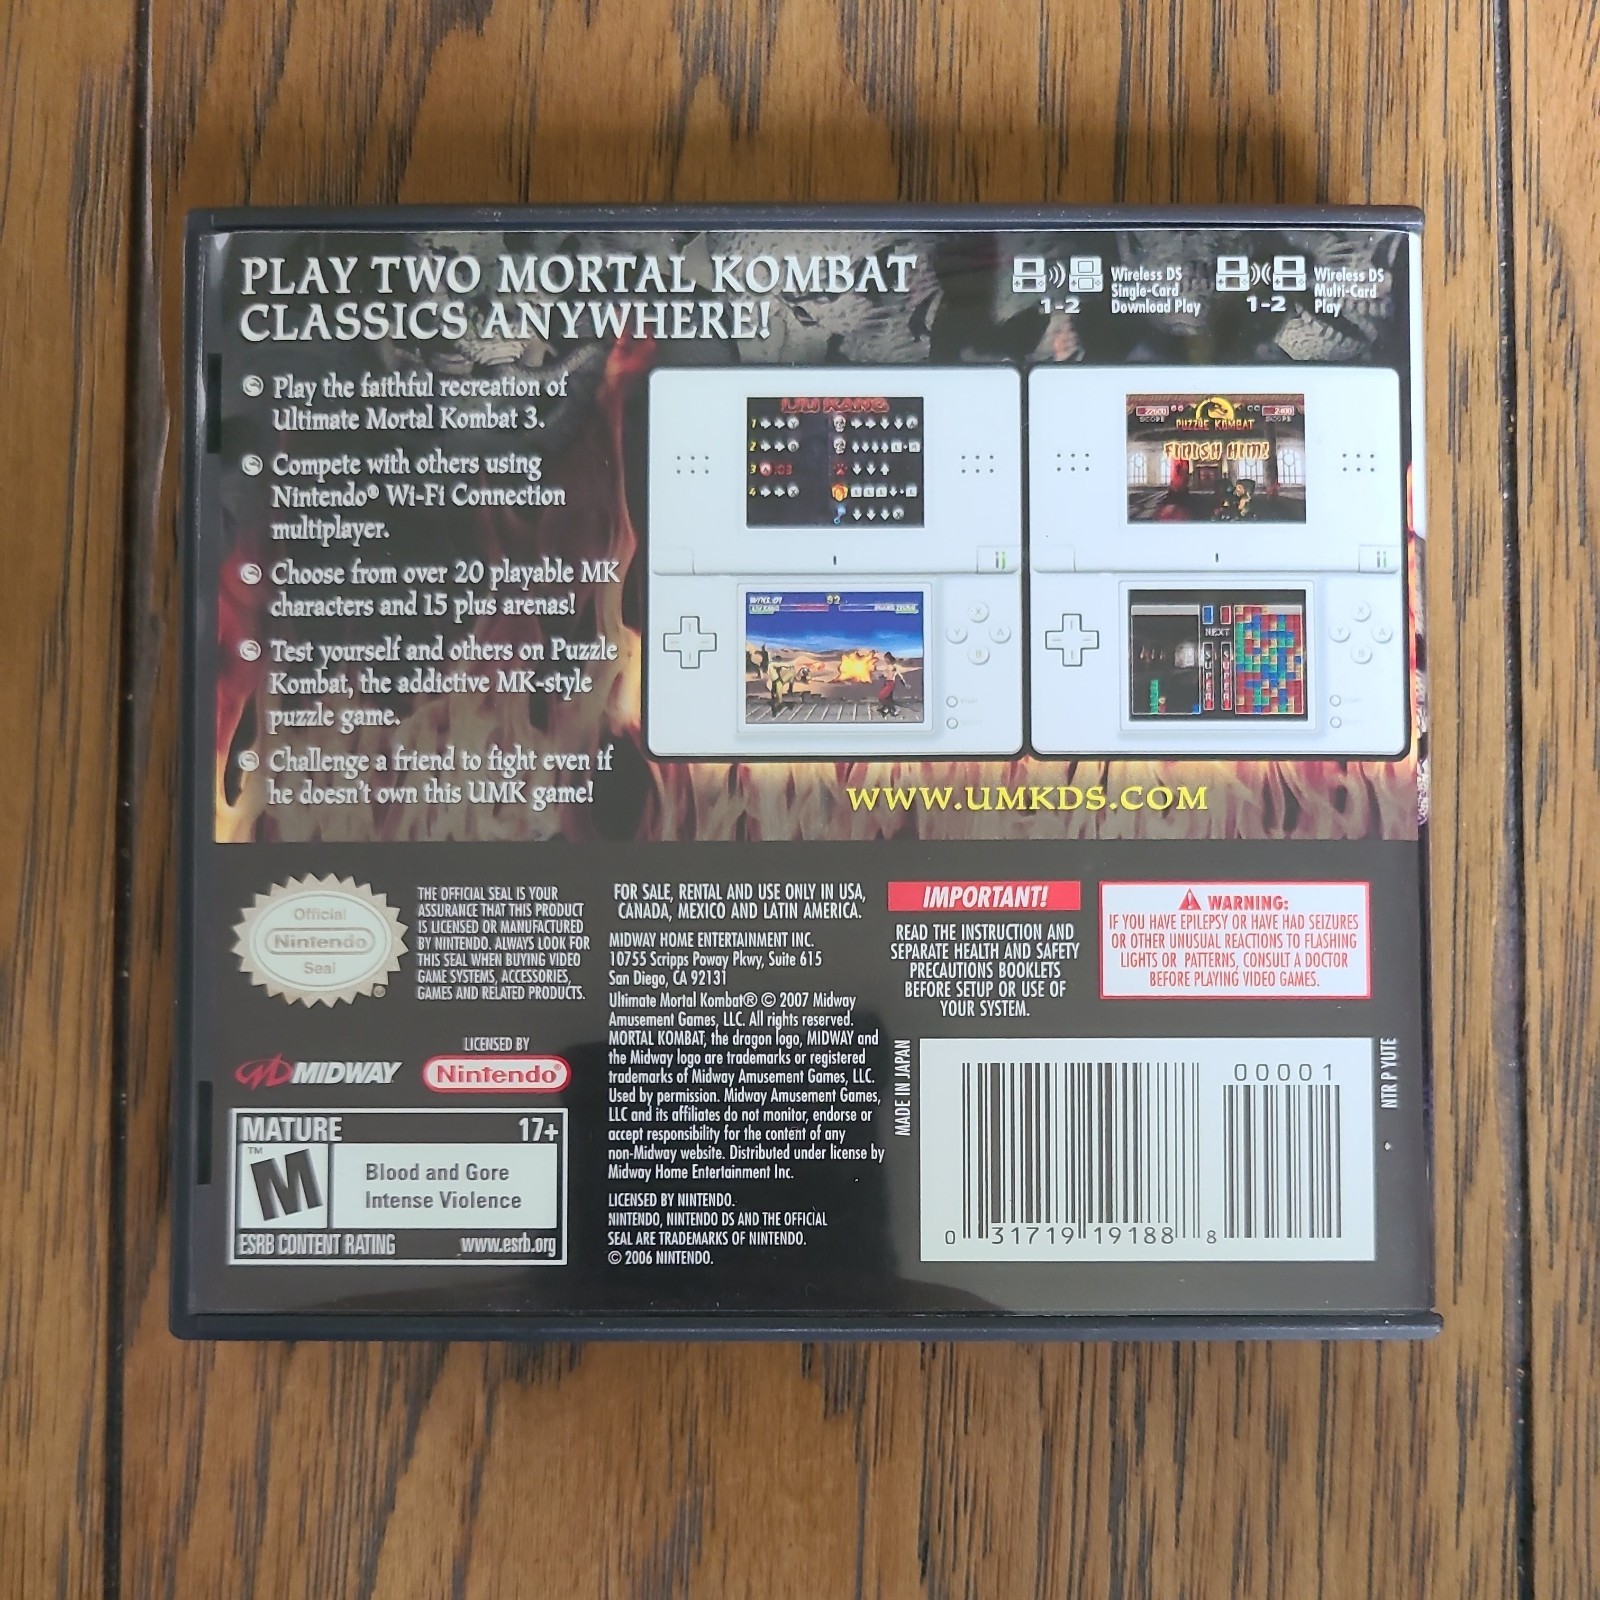 PLAY TWO MORTAL KOMBAT
CLASSICS ANYWHERE!
Wireless DS
Single-Card
Download Play
1-2
Wireless DS
Multi-Card
Play
1-2
Play the faithful recreation of
Ultimate Mortal Kombat 3.
Compete with others using
Nintendo® Wi-Fi Connection
multiplayer.
Choose from over 20 playable MK
characters and 15 plus arenas!
Test yourself and others on Puzzle
Kombat, the addictive MK-style
puzzle game.
Challenge a friend to fight even if
he doesn't own this UMK game!
LIU KANG
PUZZLE KOMBAT
FINISH HIM!
92
NEXT
SUPER
SUPER
X
Y
A
B
X
Y
A
B
WWW.UMKDS.COM
Official
Nintendo
Seal
THE OFFICIAL SEAL IS YOUR
ASSURANCE THAT THIS PRODUCT
IS LICENSED OR MANUFACTURED
BY NINTENDO. ALWAYS LOOK FOR
THIS SEAL WHEN BUYING VIDEO
GAME SYSTEMS, ACCESSORIES,
GAMES AND RELATED PRODUCTS.
MIDWAY
LICENSED BY
Nintendo®
MATURE 17+
M
Blood and Gore
Intense Violence
ESRB CONTENT RATING www.esrb.org
FOR SALE, RENTAL AND USE ONLY IN USA,
CANADA, MEXICO AND LATIN AMERICA.
MIDWAY HOME ENTERTAINMENT INC.
10755 Scripps Poway Pkwy, Suite 615
San Diego, CA 92131
Ultimate Mortal Kombat® © 2007 Midway
Amusement Games, LLC. All rights reserved.
MORTAL KOMBAT, the dragon logo, MIDWAY and
the Midway logo are trademarks or registered
trademarks of Midway Amusement Games, LLC.
Used by permission. Midway Amusement Games,
LLC and its affiliates do not monitor, endorse or
accept responsibility for the content of any
non-Midway website. Distributed under license by
Midway Home Entertainment Inc.
LICENSED BY NINTENDO.
NINTENDO, NINTENDO DS AND THE OFFICIAL
SEAL ARE TRADEMARKS OF NINTENDO.
© 2006 NINTENDO.
IMPORTANT!
READ THE INSTRUCTION AND
SEPARATE HEALTH AND SAFETY
PRECAUTIONS BOOKLETS
BEFORE SETUP OR USE OF
YOUR SYSTEM.
WARNING:
IF YOU HAVE EPILEPSY OR HAVE HAD SEIZURES
OR OTHER UNUSUAL REACTIONS TO FLASHING
LIGHTS OR PATTERNS, CONSULT A DOCTOR
BEFORE PLAYING VIDEO GAMES.
MADE IN JAPAN
00001
0 31719 19188 8
NTR P YUTE